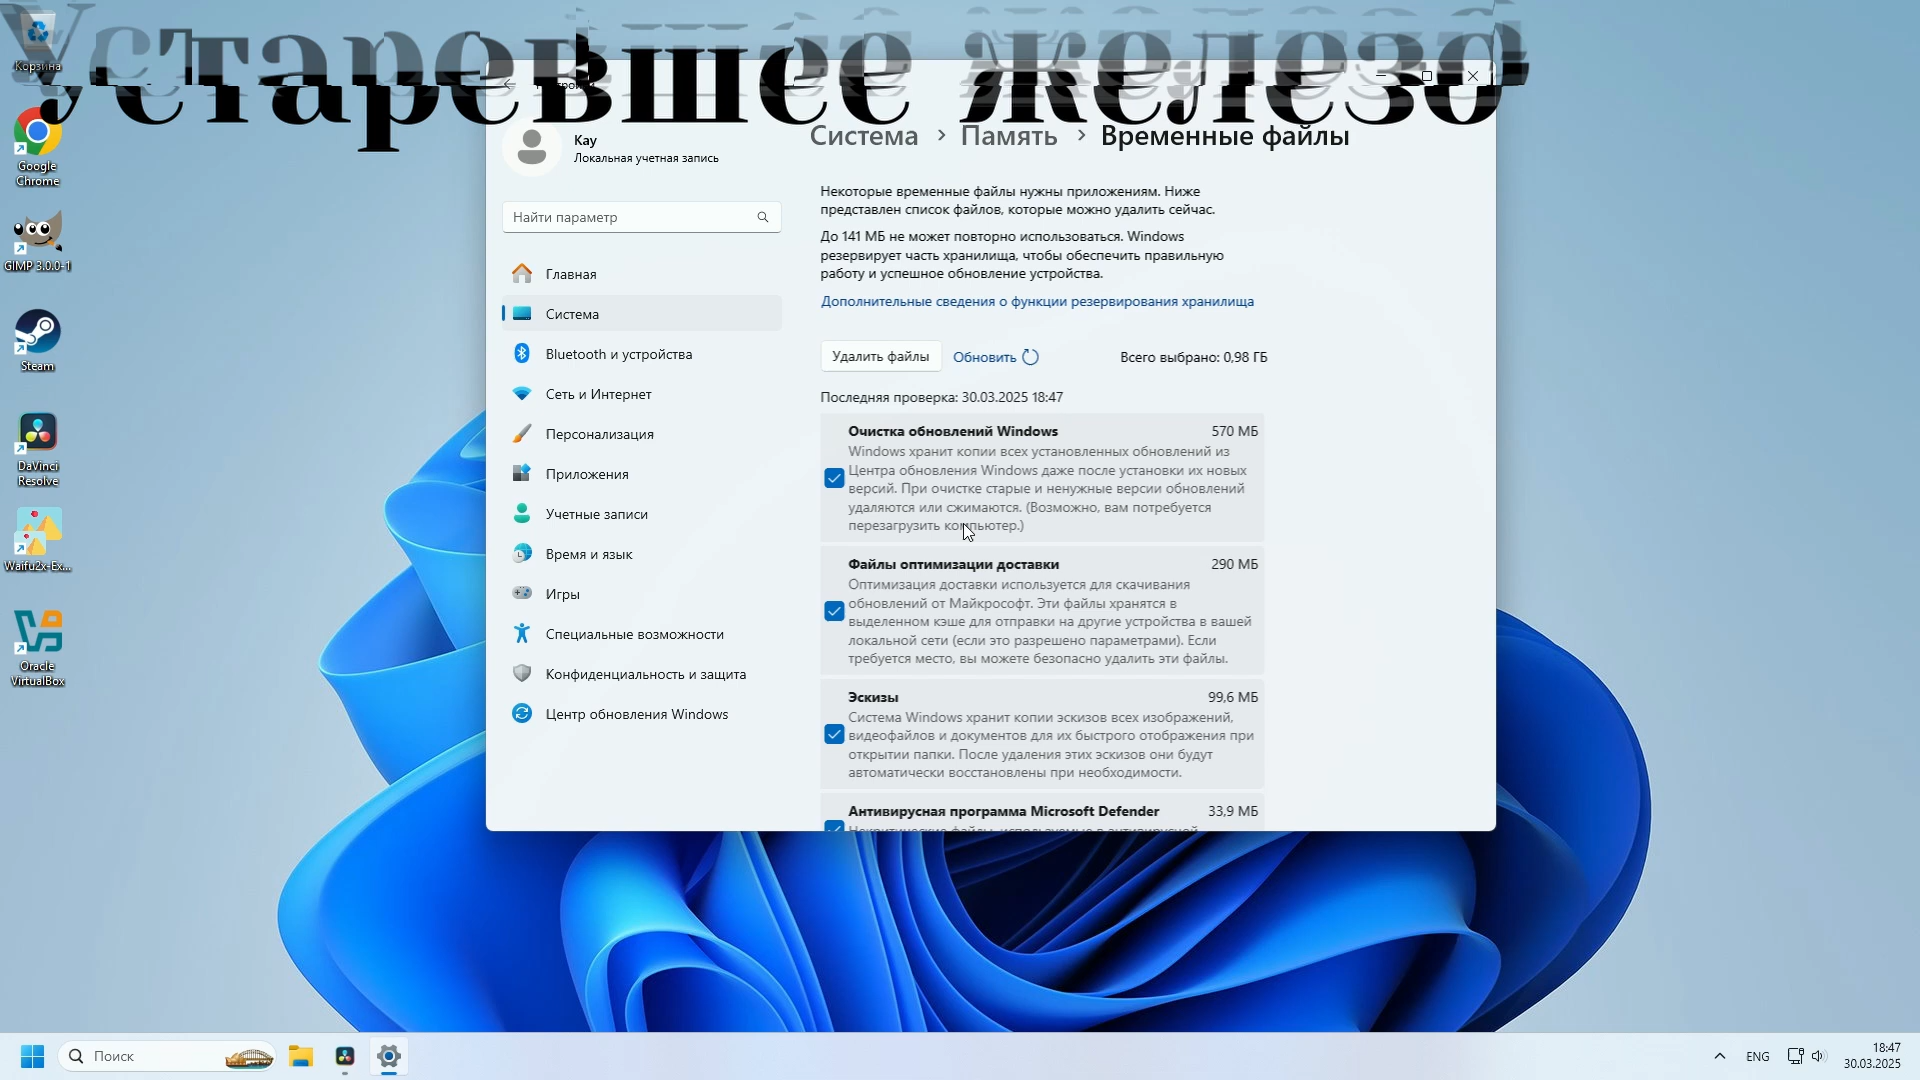 Устаревшее железо
Корзина
Google
Chrome
GIMP 3.0.0-1
Steam
DaVinci
Resolve
Waifu2x-Ex...
Oracle
VirtualBox
Kay
Локальная учетная запись
Найти параметр
Главная
Система
Bluetooth и устройства
Сеть и Интернет
Персонализация
Приложения
Учетные записи
Время и язык
Игры
Специальные возможности
Конфиденциальность и защита
Центр обновления Windows
Система > Память > Временные файлы
Некоторые временные файлы нужны приложениям. Ниже
представлен список файлов, которые можно удалить сейчас.
До 141 МБ не может повторно использоваться. Windows
резервирует часть хранилища, чтобы обеспечить правильную
работу и успешное обновление устройства.
Дополнительные сведения о функции резервирования хранилища
Удалить файлы Обновить Всего выбрано: 0,98 ГБ
Последняя проверка: 30.03.2025 18:47
Очистка обновлений Windows 570 МБ
Windows хранит копии всех установленных обновлений из
Центра обновления Windows даже после установки их новых
версий. При очистке старые и ненужные версии обновлений
удаляются или сжимаются. (Возможно, вам потребуется
перезагрузить компьютер.)
Файлы оптимизации доставки 290 МБ
Оптимизация доставки используется для скачивания
обновлений от Майкрософт. Эти файлы хранятся в
выделенном кэше для отправки на другие устройства в вашей
локальной сети (если это разрешено параметрами). Если
требуется место, вы можете безопасно удалить эти файлы.
Эскизы 99,6 МБ
Система Windows хранит копии эскизов всех изображений,
видеофайлов и документов для их быстрого отображения при
открытии папки. После удаления этих эскизов они будут
автоматически восстановлены при необходимости.
Антивирусная программа Microsoft Defender 33,9 МБ
Поиск
ENG
18:47
30.03.2025